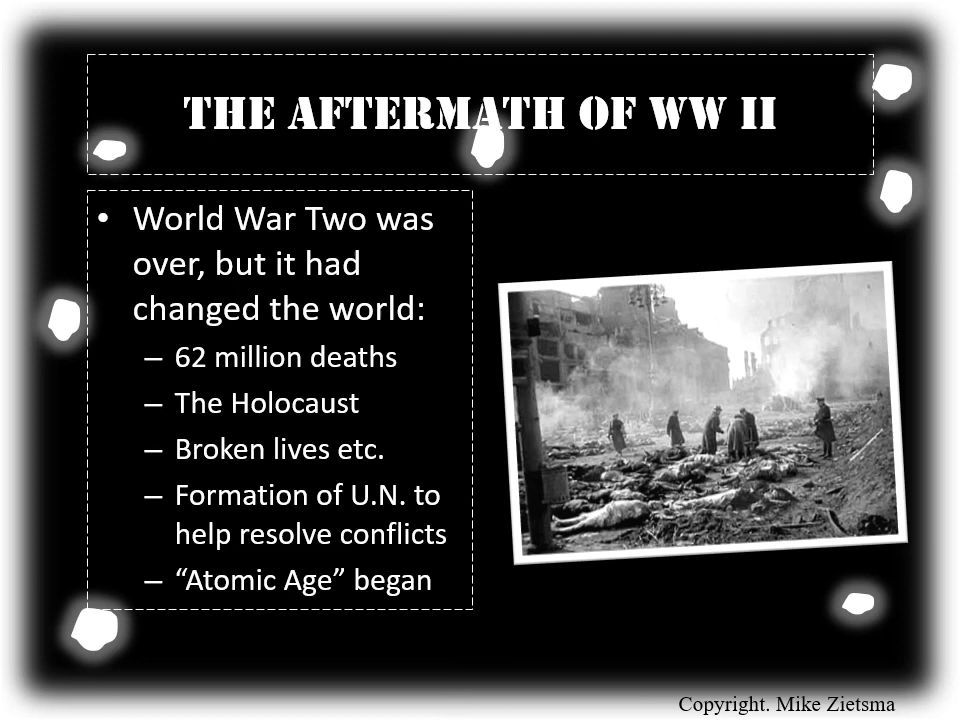 THE AFTERMATH OF WW II
• World War Two was
over, but it had
changed the world:
– 62 million deaths
– The Holocaust
– Broken lives etc.
– Formation of U.N. to
help resolve conflicts
– “Atomic Age” began
Copyright. Mike Zietsma